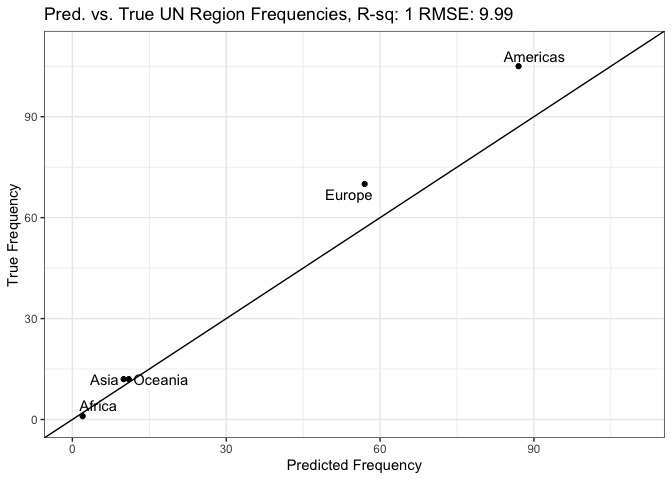 Pred. vs. True UN Region Frequencies, R-sq: 1 RMSE: 9.99
Americas
90
Europe
60
True Frequency
30
Asia
Oceania
Africa
0
0
30
60
90
Predicted Frequency